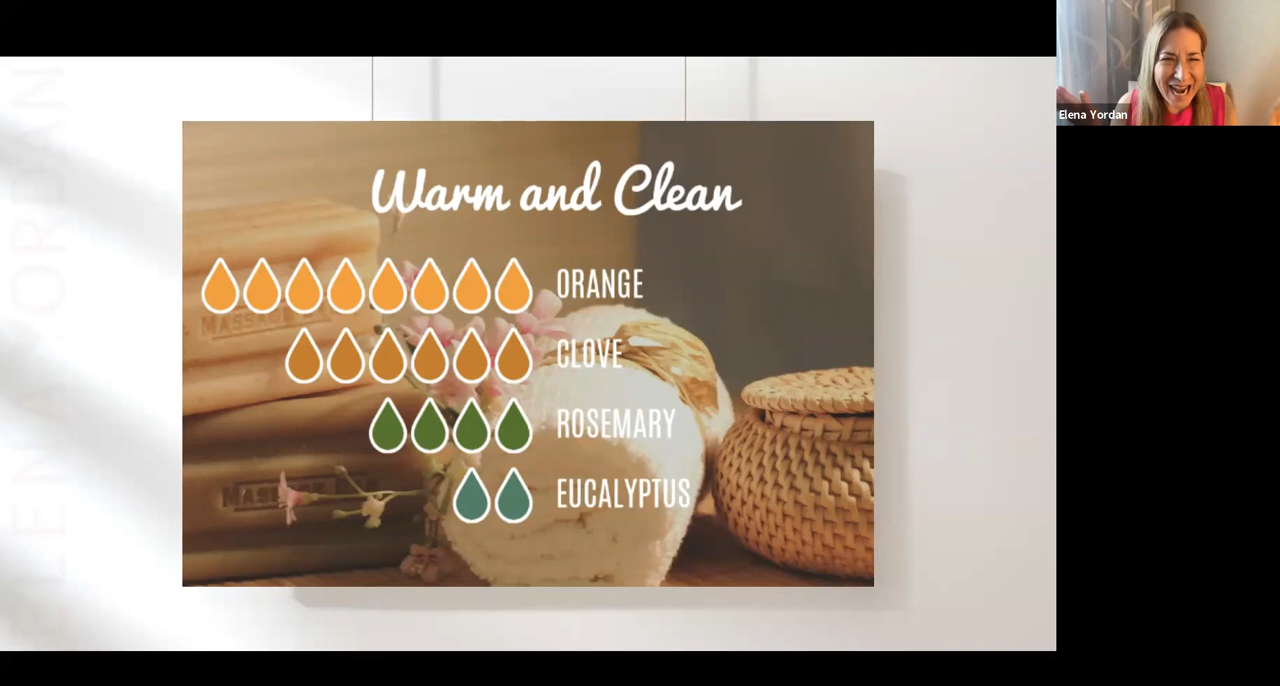 Warm and Clean
ORANGE
CLOVE
ROSEMARY
EUCALYPTUS
Elena Yordan